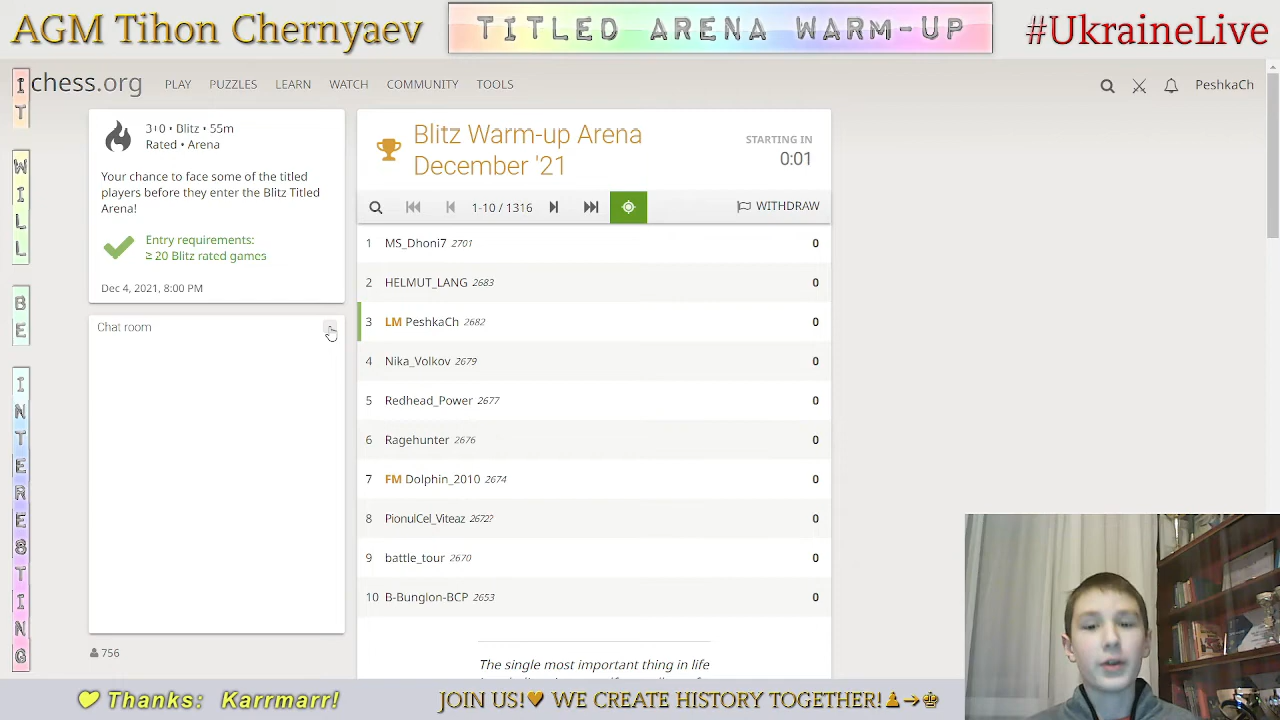 AGM Tihon Chernyaev
TITLED ARENA WARM-UP
#UkraineLive
IT
WILL
BE
INTERESTING
chess.org
PLAY
PUZZLES
LEARN
WATCH
COMMUNITY
TOOLS
PeshkaCh
3+0 • Blitz • 55m
Rated • Arena
Your chance to face some of the titled
players before they enter the Blitz Titled
Arena!
Entry requirements:
≥ 20 Blitz rated games
Dec 4, 2021, 8:00 PM
Chat room
756
Blitz Warm-up Arena
December '21
STARTING IN
0:01
1-10 / 1316
WITHDRAW
1 MS_Dhoni7 2701 0
2 HELMUT_LANG 2683 0
3 LM PeshkaCh 2682 0
4 Nika_Volkov 2679 0
5 Redhead_Power 2677 0
6 Ragehunter 2676 0
7 FM Dolphin_2010 2674 0
8 PionulCel_Viteaz 2672? 0
9 battle_tour 2670 0
10 B-Bunglon-BCP 2653 0
The single most important thing in life
Thanks: Karrmarr!
JOIN US!🧡 WE CREATE HISTORY TOGETHER!♟→♚